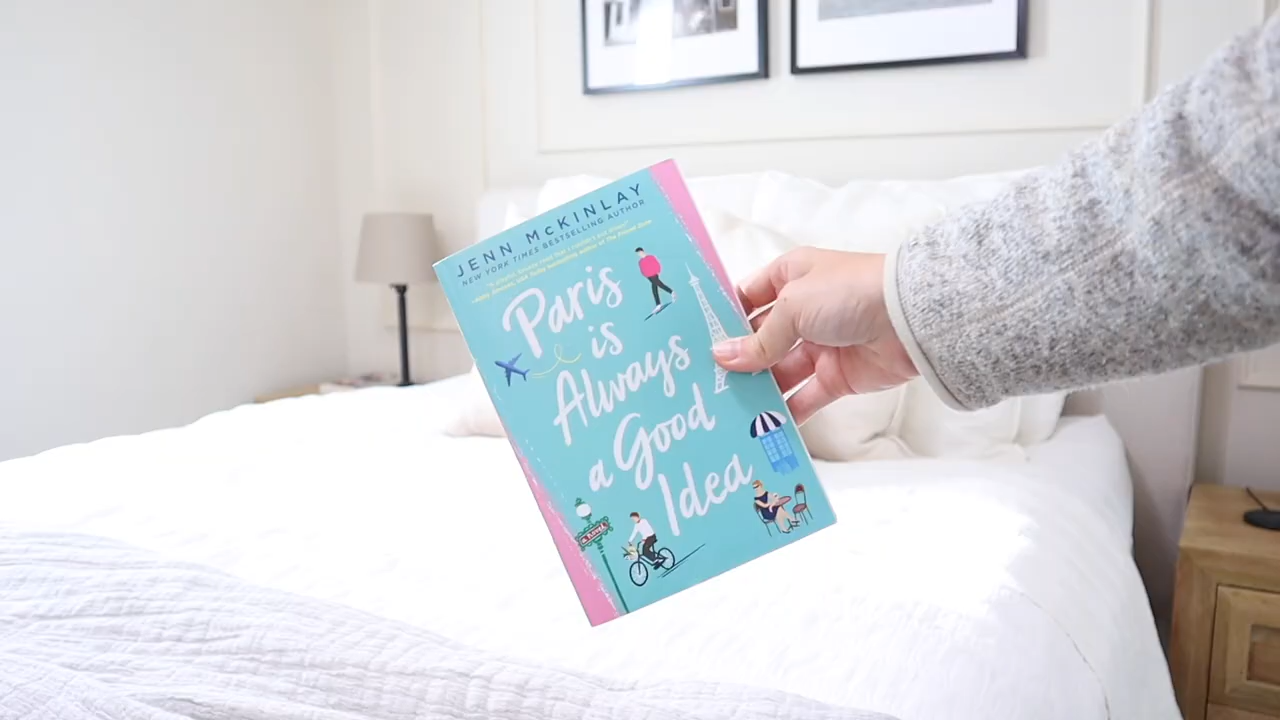 JENN McKINLAY
NEW YORK TIMES BESTSELLING AUTHOR
Paris
is
Always
a Good
Idea